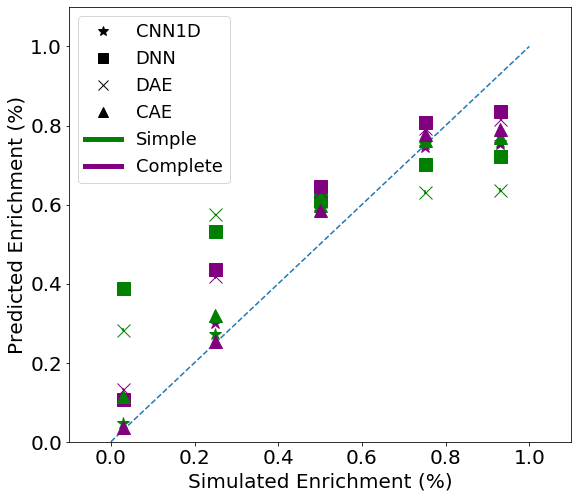 CNN1D
DNN
DAE
CAE
Simple
Complete
Predicted Enrichment (%)
1.0
0.8
0.6
0.4
0.2
0.0
0.0 0.2 0.4 0.6 0.8 1.0
Simulated Enrichment (%)